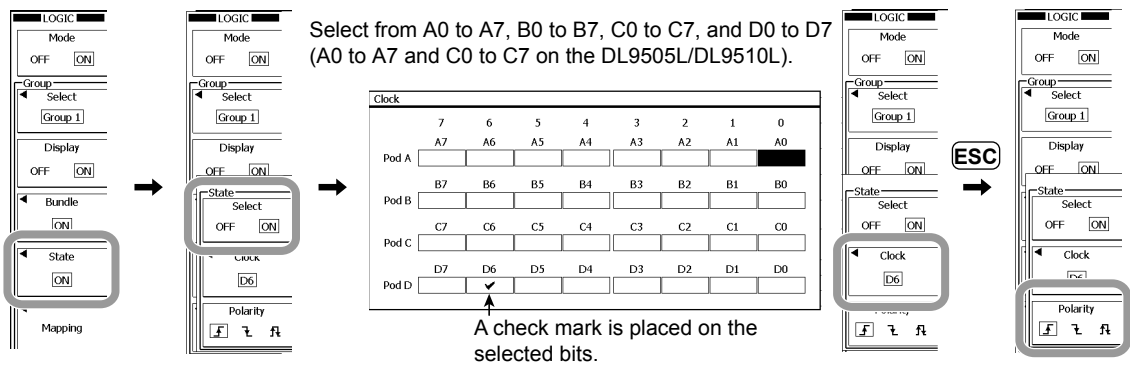 LOGIC
Mode
OFF ON
Group
Select
Group 1
Display
OFF ON
Bundle
ON
State
ON
Mapping
LOGIC
Mode
OFF ON
Group
Select
Group 1
Display
OFF ON
State
Select
OFF ON
Clock
D6
Polarity
Select from A0 to A7, B0 to B7, C0 to C7, and D0 to D7
(A0 to A7 and C0 to C7 on the DL9505L/DL9510L).
Clock
7 6 5 4 3 2 1 0
A7 A6 A5 A4 A3 A2 A1 A0
Pod A
B7 B6 B5 B4 B3 B2 B1 B0
Pod B
C7 C6 C5 C4 C3 C2 C1 C0
Pod C
D7 D6 D5 D4 D3 D2 D1 D0
Pod D
A check mark is placed on the
selected bits.
LOGIC
Mode
OFF ON
Group
Select
Group 1
Display
OFF ON
State
Select
OFF ON
Clock
D6
Polarity
ESC
LOGIC
Mode
OFF ON
Group
Select
Group 1
Display
OFF ON
State
Select
OFF ON
Clock
D6
Polarity